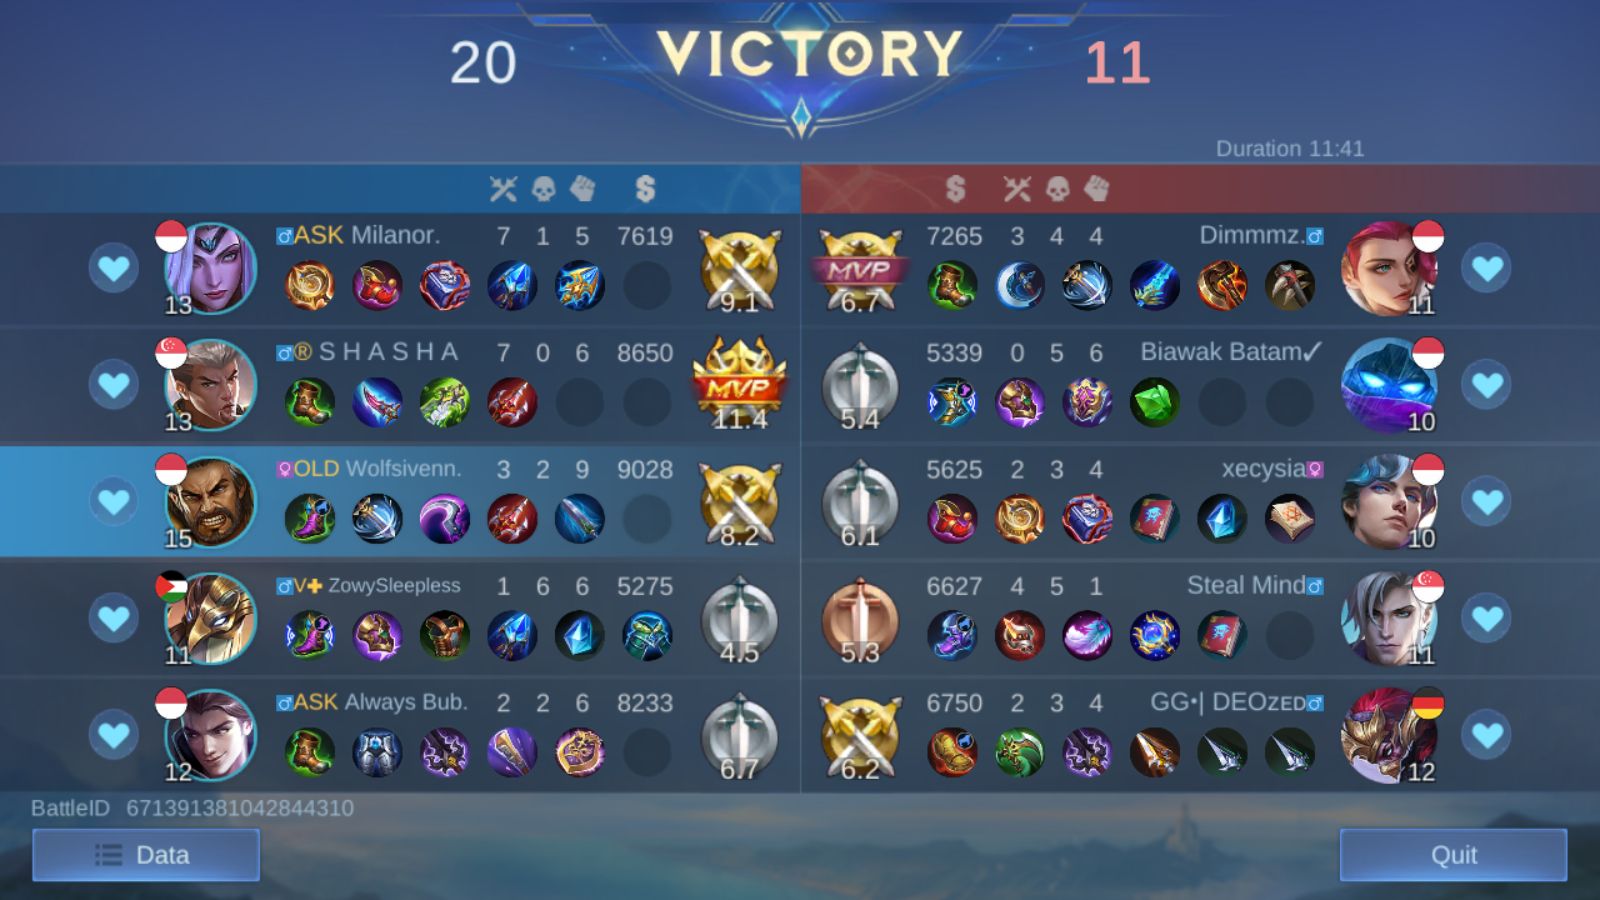 20 VICTORY 11
Duration 11:41
ASK Milanor. 7 1 5 7619
13 9.1
® S H A S H A 7 0 6 8650
MVP
13 11.4
OLD Wolfsivenn. 3 2 9 9028
15 8.2
V+ ZowySleepless 1 6 6 5275
11 4.5
ASK Always Bub. 2 2 6 8233
12 6.7
7265 3 4 4 Dimmmz.
MVP
6.7 11
5339 0 5 6 Biawak Batam✓
5.4 10
5625 2 3 4 xecysia
6.1 10
6627 4 5 1 Steal Mind
5.3 11
6750 2 3 4 GG•| DEOZED
6.2 12
BattleID 671391381042844310
Data
Quit